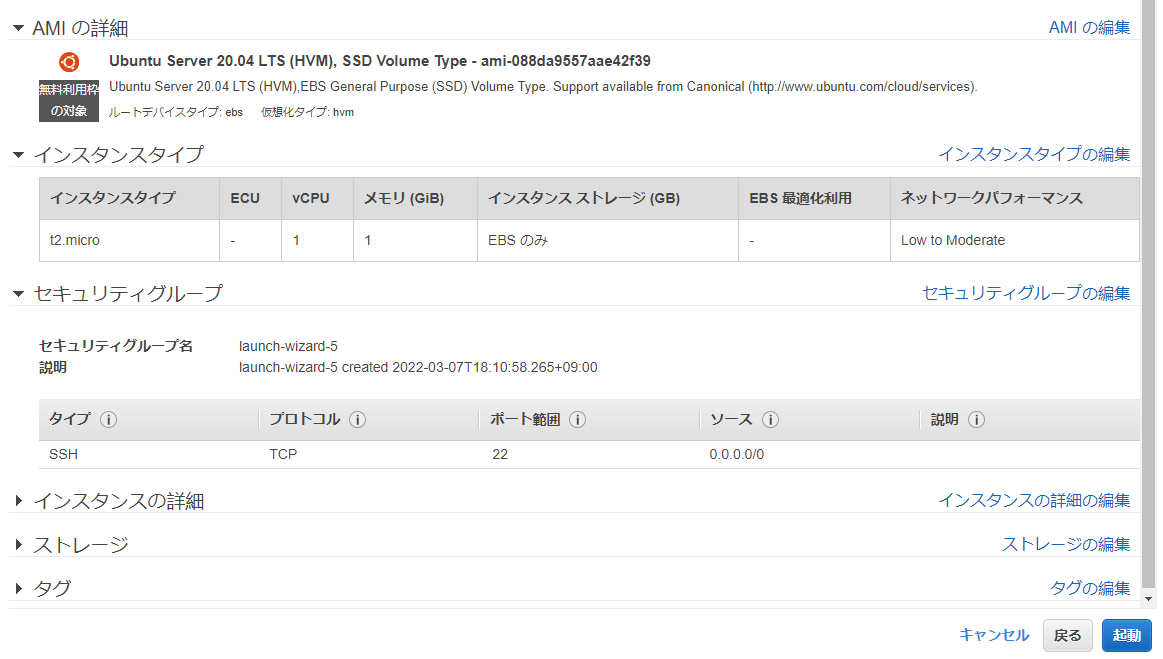 AMI の詳細 AMI の編集
Ubuntu Server 20.04 LTS (HVM), SSD Volume Type - ami-088da9557aae42f39
無料利用枠
の対象
Ubuntu Server 20.04 LTS (HVM),EBS General Purpose (SSD) Volume Type. Support available from Canonical (http://www.ubuntu.com/cloud/services).
ルートデバイスタイプ: ebs 仮想化タイプ: hvm
インスタンスタイプ インスタンスタイプの編集
インスタンスタイプ ECU vCPU メモリ (GiB) インスタンス ストレージ (GB) EBS 最適化利用 ネットワークパフォーマンス
t2.micro - 1 1 EBS のみ - Low to Moderate
セキュリティグループ セキュリティグループの編集
セキュリティグループ名 launch-wizard-5
説明 launch-wizard-5 created 2022-03-07T18:10:58.265+09:00
タイプ プロトコル ポート範囲 ソース 説明
SSH TCP 22 0.0.0.0/0
インスタンスの詳細 インスタンスの詳細の編集
ストレージ ストレージの編集
タグ タグの編集
キャンセル 戻る 起動